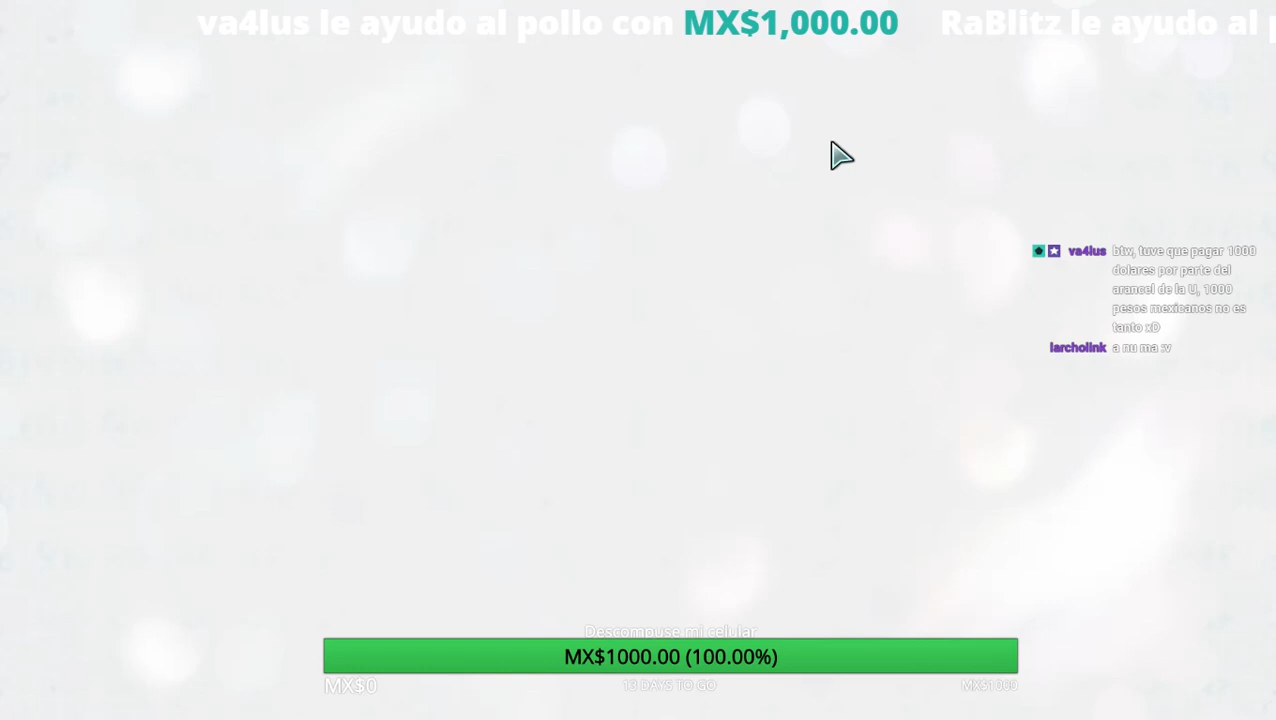 va4lus le ayudo al pollo con MX$1,000.00 RaBlitz le ayudo al
va4lus btw, tuve que pagar 1000
dolares por parte del
arancel de la U, 1000
pesos mexicanos no es
tanto xD
larcholink a nu ma :v
Descompuse mi celular
MX$1000.00 (100.00%)
MX$0 13 DAYS TO GO MX$1000